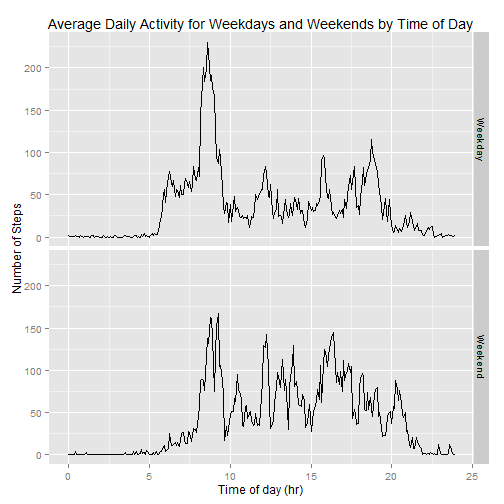 Average Daily Activity for Weekdays and Weekends by Time of Day
200
150
100
50
0
Weekday
200
150
100
50
0
Weekend
Number of Steps
0 5 10 15 20 25
Time of day (hr)